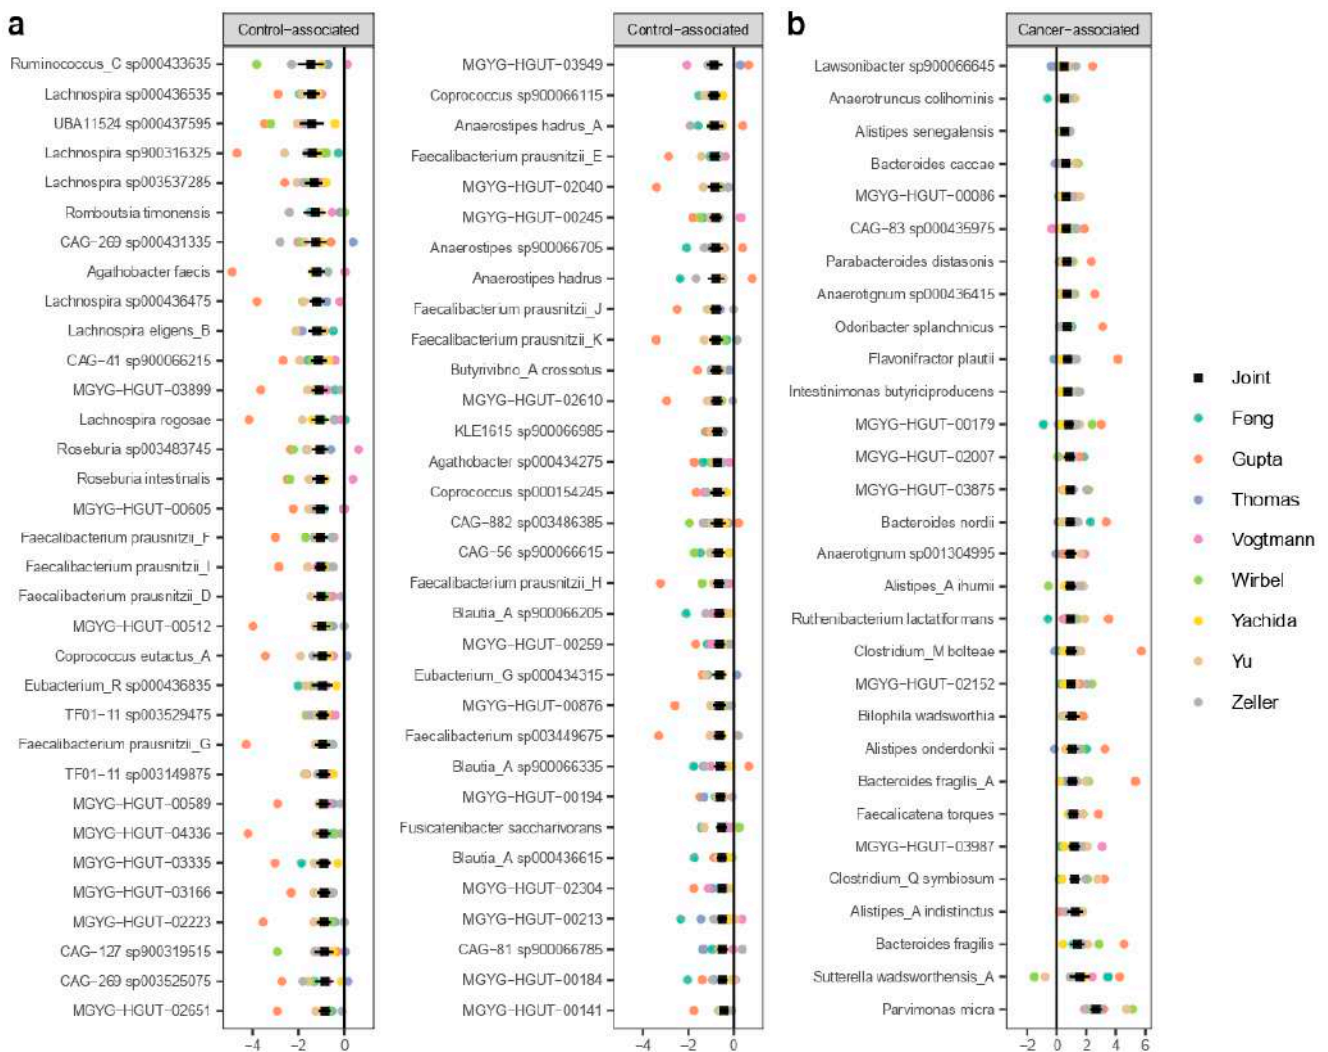 a
b
Control-associated
Ruminococcus_C sp000433635
Lachnospira sp000436535
UBA11524 sp000437595
Lachnospira sp900316325
Lachnospira sp003537285
Romboutsia timonensis
CAG-269 sp000431335
Agathobacter faecis
Lachnospira sp000436475
Lachnospira eligens_B
CAG-41 sp900066215
MGYG-HGUT-03899
Lachnospira rogosae
Roseburia sp003483745
Roseburia intestinalis
MGYG-HGUT-00605
Faecalibacterium prausnitzii_F
Faecalibacterium prausnitzii_I
Faecalibacterium prausnitzii_D
MGYG-HGUT-00512
Coprococcus eutactus_A
Eubacterium_R sp000436835
TF01-11 sp003529475
Faecalibacterium prausnitzii_G
TF01-11 sp003149875
MGYG-HGUT-00589
MGYG-HGUT-04336
MGYG-HGUT-03335
MGYG-HGUT-03166
MGYG-HGUT-02223
CAG-127 sp900319515
CAG-269 sp003525075
MGYG-HGUT-02651
-4 -2 0
Control-associated
MGYG-HGUT-03949
Coprococcus sp900066115
Anaerostipes hadrus_A
Faecalibacterium prausnitzii_E
MGYG-HGUT-02040
MGYG-HGUT-00245
Anaerostipes sp900066705
Anaerostipes hadrus
Faecalibacterium prausnitzii_J
Faecalibacterium prausnitzii_K
Butyrivibrio_A crossotus
MGYG-HGUT-02610
KLE1615 sp900066985
Agathobacter sp000434275
Coprococcus sp000154245
CAG-882 sp003486385
CAG-56 sp900066615
Faecalibacterium prausnitzii_H
Blautia_A sp900066205
MGYG-HGUT-00259
Eubacterium_G sp000434315
MGYG-HGUT-00876
Faecalibacterium sp003449675
Blautia_A sp900066335
MGYG-HGUT-00194
Fusicatenibacter saccharivorans
Blautia_A sp000436615
MGYG-HGUT-02304
MGYG-HGUT-00213
CAG-81 sp900066785
MGYG-HGUT-00184
MGYG-HGUT-00141
-4 -2 0
Cancer-associated
Lawsonibacter sp900066645
Anaerotruncus colihominis
Alistipes senegalensis
Bacteroides caccae
MGYG-HGUT-00086
CAG-83 sp000435975
Parabacteroides distasonis
Anaerotignum sp000436415
Odoribacter splanchnicus
Flavonifractor plautii
Intestinimonas butyriciproducens
MGYG-HGUT-00179
MGYG-HGUT-02007
MGYG-HGUT-03875
Bacteroides nordii
Anaerotignum sp001304995
Alistipes_A ihumii
Ruthenibacterium lactatiformans
Clostridium_M bolteae
MGYG-HGUT-02152
Bilophila wadsworthia
Alistipes onderdonkii
Bacteroides fragilis_A
Faecalicatena torques
MGYG-HGUT-03987
Clostridium_Q symbiosum
Alistipes_A indistinctus
Bacteroides fragilis
Sutterella wadsworthensis_A
Parvimonas micra
-2 0 2 4 6
Joint
Feng
Gupta
Thomas
Vogtmann
Wirbel
Yachida
Yu
Zeller